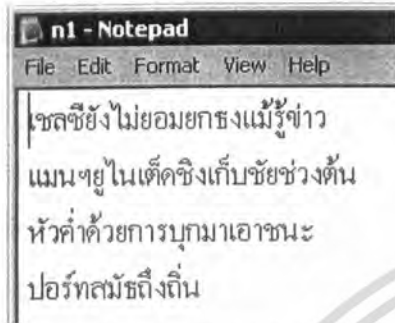 n1 - Notepad
File Edit Format View Help
เชลซียังไม่ยอมยกธงแม้รู้ข่าว
แมนฯยูไนเต็ดชิงเก็บชัยช่วงต้น
หัวค่ำด้วยการบุกมาเอาชนะ
ปอร์ทสมัธถึงถิ่น